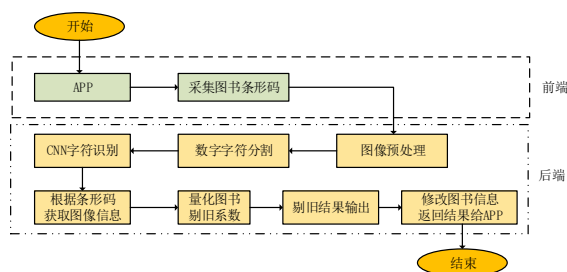 开始
APP
采集图书条形码
前端
CNN字符识别
数字字符分割
图像预处理
后端
根据条形码
获取图像信息
量化图书
剔旧系数
剔旧结果输出
修改图书信息
返回结果给APP
结束